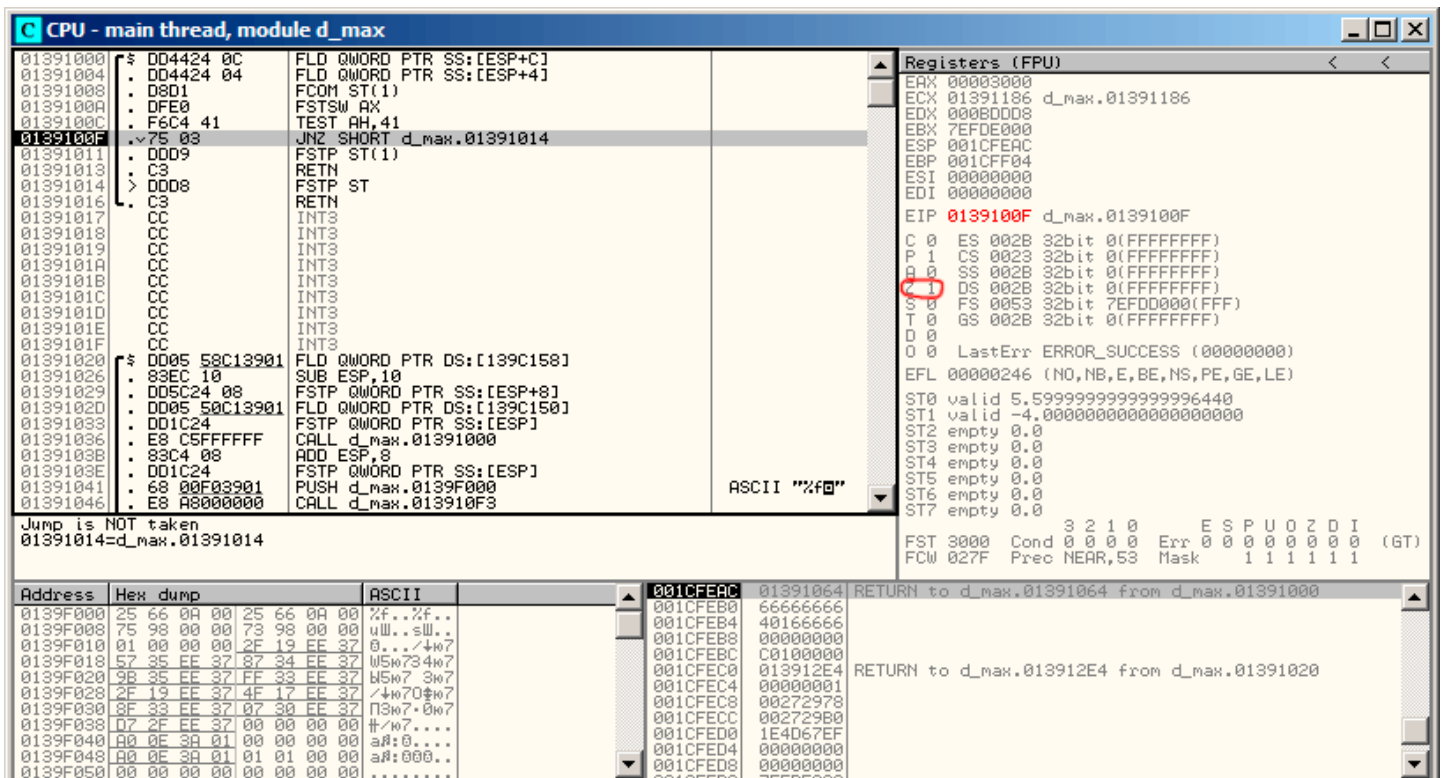 C CPU - main thread, module d_max
01391000 $ DD4424 0C FLD QWORD PTR SS:[ESP+C]
01391004 . DD4424 04 FLD QWORD PTR SS:[ESP+4]
01391008 . D8D1 FCOM ST(1)
0139100A . DFE0 FSTSW AX
0139100C . F6C4 41 TEST AH,41
0139100F .v75 03 JNZ SHORT d_max.01391014
01391011 . DDD9 FSTP ST(1)
01391013 . C3 RETN
01391014 > DDD8 FSTP ST
01391016 . C3 RETN
01391017 CC INT3
01391018 CC INT3
01391019 CC INT3
0139101A CC INT3
0139101B CC INT3
0139101C CC INT3
0139101D CC INT3
0139101E CC INT3
0139101F CC INT3
01391020 $ DD05 58C13901 FLD QWORD PTR DS:[139C158]
01391026 . 83EC 10 SUB ESP,10
01391029 . DD5C24 08 FSTP QWORD PTR SS:[ESP+8]
0139102D . DD05 50C13901 FLD QWORD PTR DS:[139C150]
01391033 . DD1C24 FSTP QWORD PTR SS:[ESP]
01391036 . E8 C5FFFFFF CALL d_max.01391000
0139103B . 83C4 08 ADD ESP,8
0139103E . DD1C24 FSTP QWORD PTR SS:[ESP]
01391041 . 68 00F03901 PUSH d_max.0139F000 ASCII "%f◙"
01391046 . E8 A8000000 CALL d_max.013910F3
Jump is NOT taken
01391014=d_max.01391014
Registers (FPU) < <
EAX 00003000
ECX 01391186 d_max.01391186
EDX 000BDDD8
EBX 7EFDE000
ESP 001CFEAC
EBP 001CFF04
ESI 00000000
EDI 00000000
EIP 0139100F d_max.0139100F
C 0 ES 002B 32bit 0(FFFFFFFF)
P 1 CS 0023 32bit 0(FFFFFFFF)
A 0 SS 002B 32bit 0(FFFFFFFF)
Z 1 DS 002B 32bit 0(FFFFFFFF)
S 0 FS 0053 32bit 7EFDD000(FFF)
T 0 GS 002B 32bit 0(FFFFFFFF)
D 0
O 0 LastErr ERROR_SUCCESS (00000000)
EFL 00000246 (NO,NB,E,BE,NS,PE,GE,LE)
ST0 valid 5.5999999999999996440
ST1 valid -4.0000000000000000000
ST2 empty 0.0
ST3 empty 0.0
ST4 empty 0.0
ST5 empty 0.0
ST6 empty 0.0
ST7 empty 0.0
3 2 1 0 E S P U O Z D I
FST 3000 Cond 0 0 0 0 Err 0 0 0 0 0 0 0 0 (GT)
FCW 027F Prec NEAR,53 Mask 1 1 1 1 1 1
Address Hex dump ASCII
0139F000 25 66 0A 00 25 66 0A 00 %f..%f..
0139F008 75 98 00 00 73 98 00 00 uШ..sШ..
0139F010 01 00 00 00 2F 19 EE 37
0139F018 57 35 EE 37 87 34 EE 37 W5ю734ю7
0139F020 9B 35 EE 37 FF 33 EE 37
0139F028 2F 19 EE 37 4F 17 EE 37
0139F030 8F 33 EE 37 07 30 EE 37 П3ю7•0ю7
0139F038 D7 2F EE 37 00 00 00 00 ╫/ю7....
0139F040 A0 0E 3A 01 00 00 00 00
0139F048 A0 0E 3A 01 01 01 00 00
0139F050 00 00 00 00 00 00 00 00 ........
001CFEAC 01391064 RETURN to d_max.01391064 from d_max.01391000
001CFEB0 66666666
001CFEB4 40166666
001CFEB8 00000000
001CFEBC C0100000
001CFEC0 013912E4 RETURN to d_max.013912E4 from d_max.01391020
001CFEC4 00000001
001CFEC8 00272978
001CFECC 002729B0
001CFED0 1E4D67EF
001CFED4 00000000
001CFED8 00000000